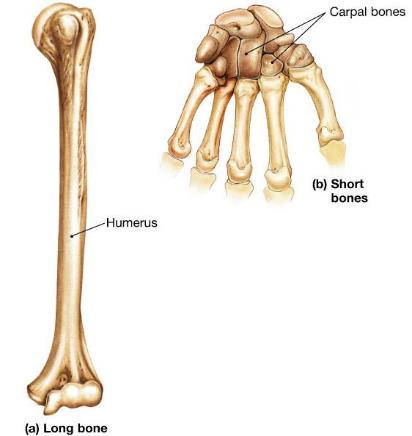 Carpal bones
(b) Short
bones
Humerus
(a) Long bone